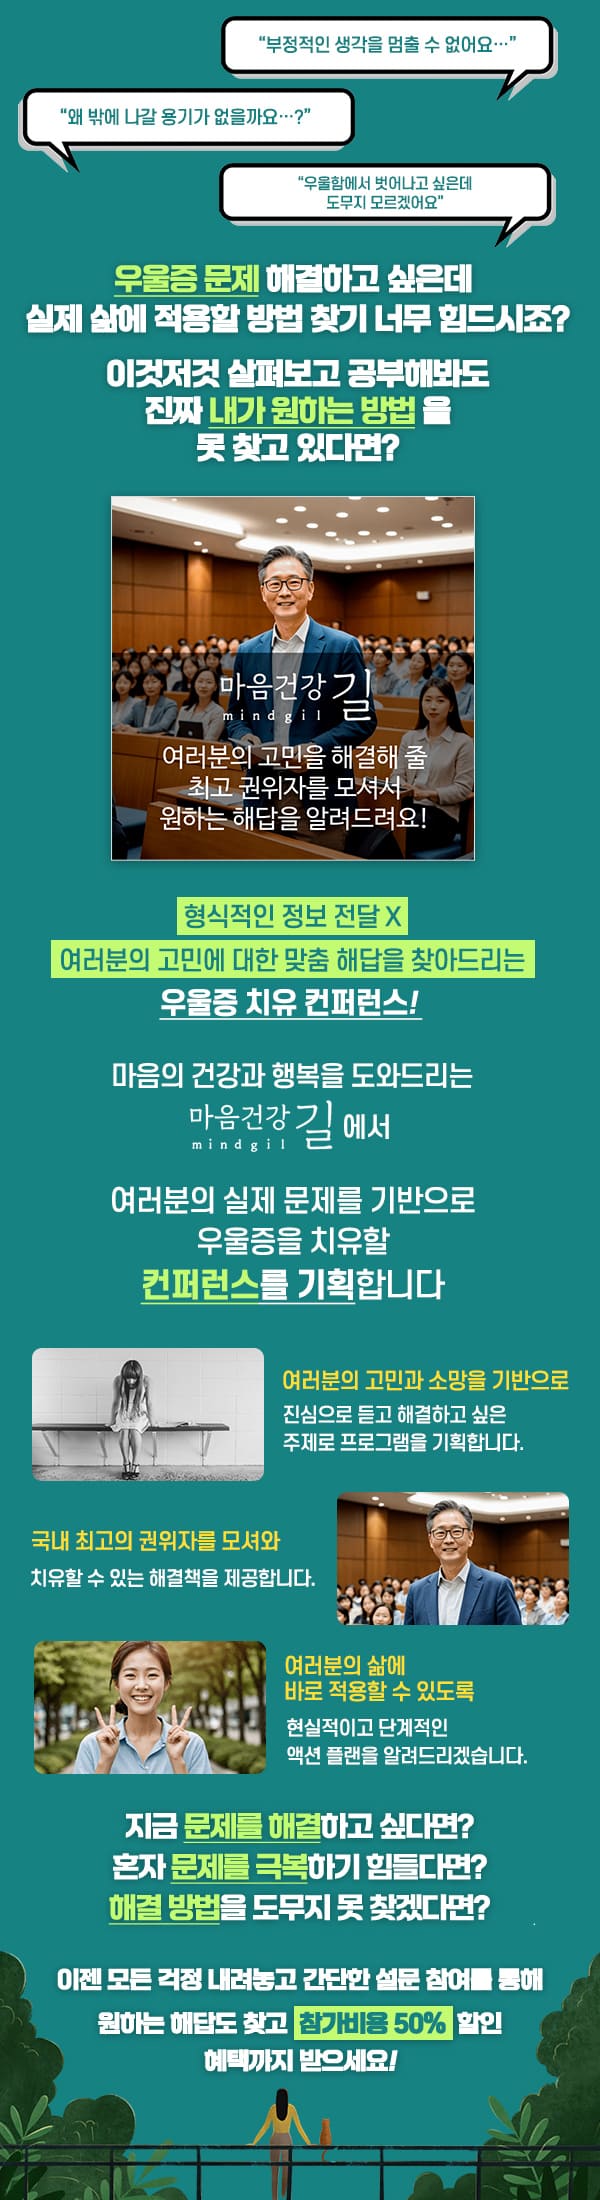 “부정적인 생각을 멈출 수 없어요…”
“왜 밖에 나갈 용기가 없을까요…?”
“우울함에서 벗어나고 싶은데
도무지 모르겠어요”
우울증 문제 해결하고 싶은데
실제 삶에 적용할 방법 찾기 너무 힘드시죠?
이것저것 살펴보고 공부해봐도
진짜 내가 원하는 방법 을
못 찾고 있다면?
마음건강 길
mindgil
여러분의 고민을 해결해 줄
최고 권위자를 모셔서
원하는 해답을 알려드려요!
형식적인 정보 전달 X
여러분의 고민에 대한 맞춤 해답을 찾아드리는
우울증 치유 컨퍼런스!
마음의 건강과 행복을 도와드리는
마음건강 길 에서
mindgil
여러분의 실제 문제를 기반으로
우울증을 치유할
컨퍼런스를 기획합니다
여러분의 고민과 소망을 기반으로
진심으로 듣고 해결하고 싶은
주제로 프로그램을 기획합니다.
국내 최고의 권위자를 모셔와
치유할 수 있는 해결책을 제공합니다.
여러분의 삶에
바로 적용할 수 있도록
현실적이고 단계적인
액션 플랜을 알려드리겠습니다.
지금 문제를 해결하고 싶다면?
혼자 문제를 극복하기 힘들다면?
해결 방법을 도무지 못 찾겠다면?
이젠 모든 걱정 내려놓고 간단한 설문 참여를 통해
원하는 해답도 찾고 참가비용 50% 할인
혜택까지 받으세요!